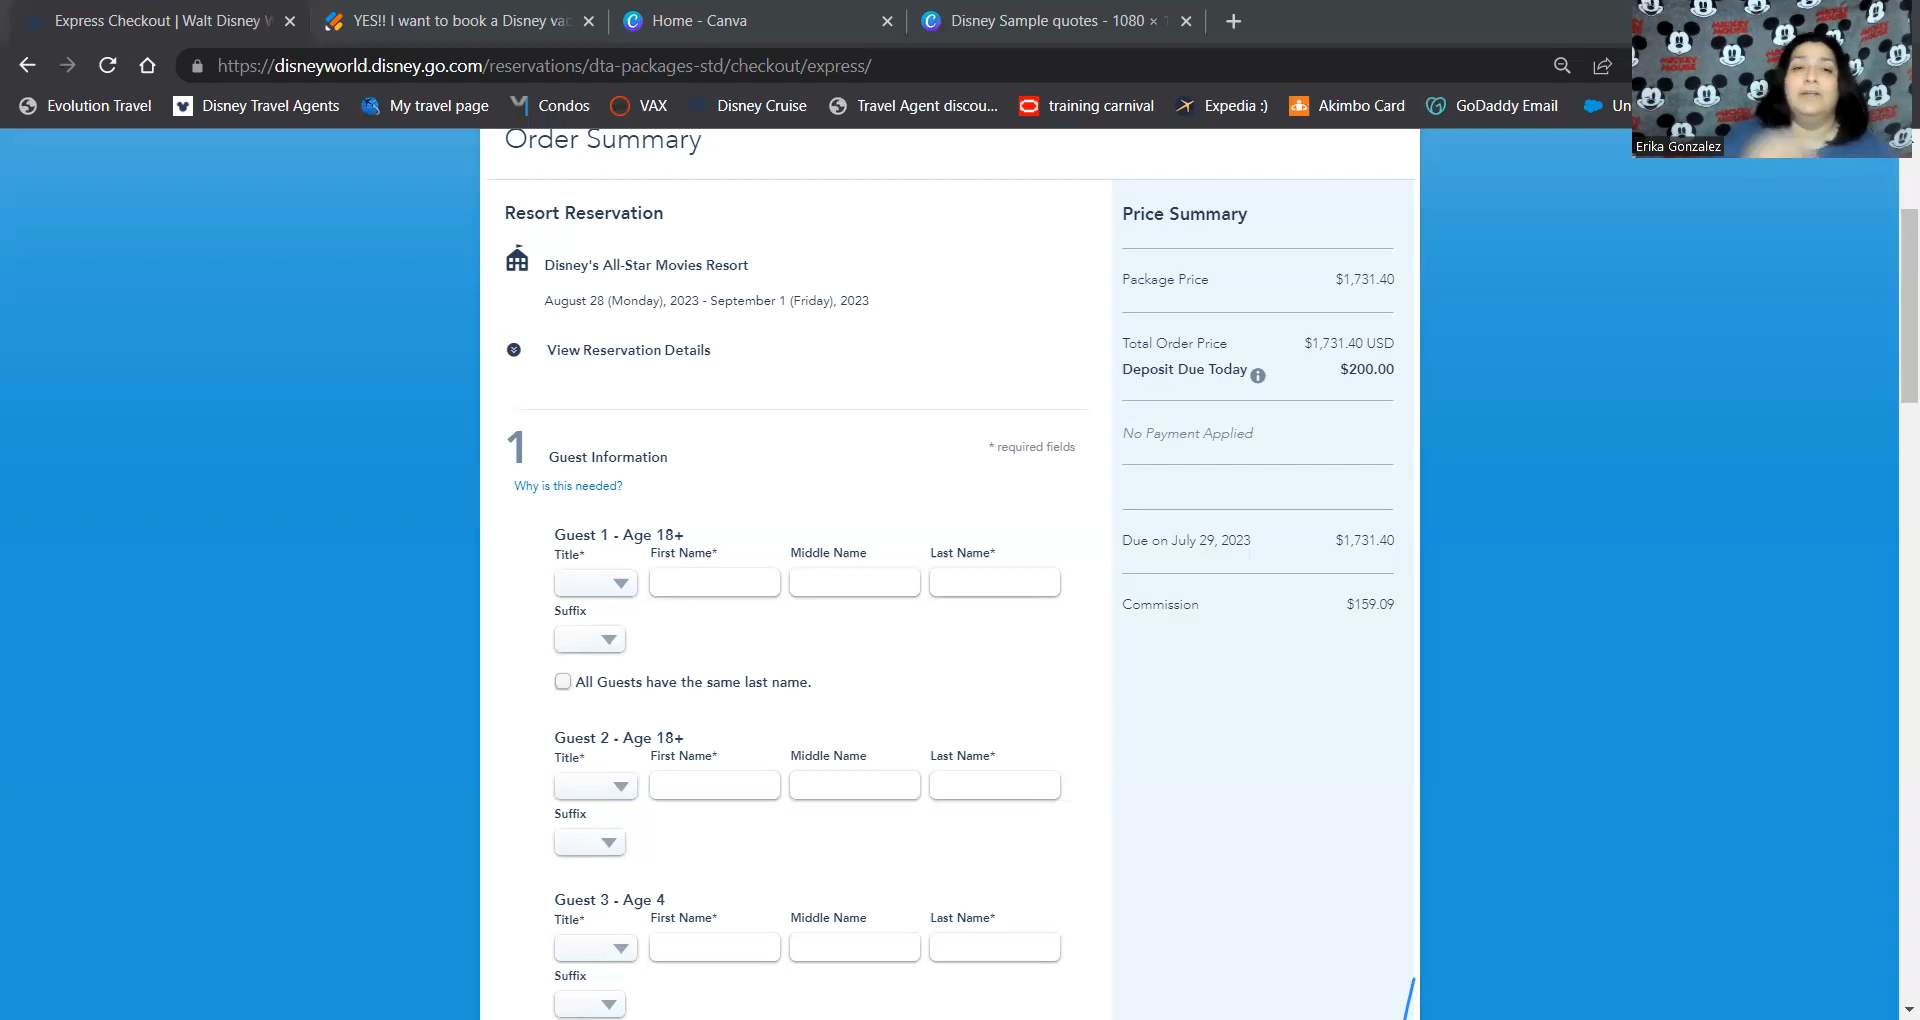 Express Checkout | Walt Disney W
YES!! I want to book a Disney vac
Home - Canva
Disney Sample quotes - 1080 × 1
https://disneyworld.disney.go.com/reservations/dta-packages-std/checkout/express/
Evolution Travel
Disney Travel Agents
My travel page
Condos
VAX
Disney Cruise
Travel Agent discou...
training carnival
Expedia :)
Akimbo Card
GoDaddy Email
Un
Erika Gonzalez
Order Summary
Resort Reservation
Disney's All-Star Movies Resort
August 28 (Monday), 2023 - September 1 (Friday), 2023
View Reservation Details
1 Guest Information
* required fields
Why is this needed?
Guest 1 - Age 18+
Title* First Name* Middle Name Last Name*
Suffix
All Guests have the same last name.
Guest 2 - Age 18+
Title* First Name* Middle Name Last Name*
Suffix
Guest 3 - Age 4
Title* First Name* Middle Name Last Name*
Suffix
Price Summary
Package Price $1,731.40
Total Order Price $1,731.40 USD
Deposit Due Today $200.00
No Payment Applied
Due on July 29, 2023 $1,731.40
Commission $159.09